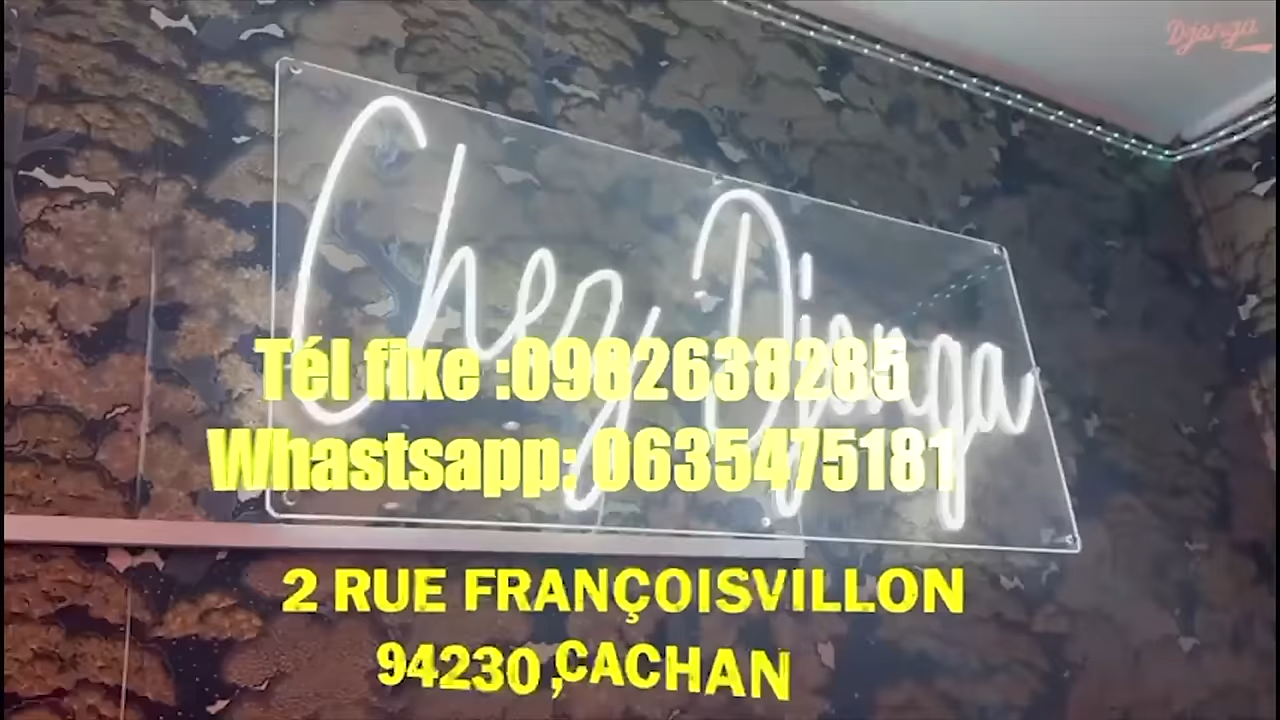 Djanga
Chez Djanga
Tél fixe :0982638285
Whastsapp: 0635475181
2 RUE FRANÇOISVILLON
94230 ,CACHAN